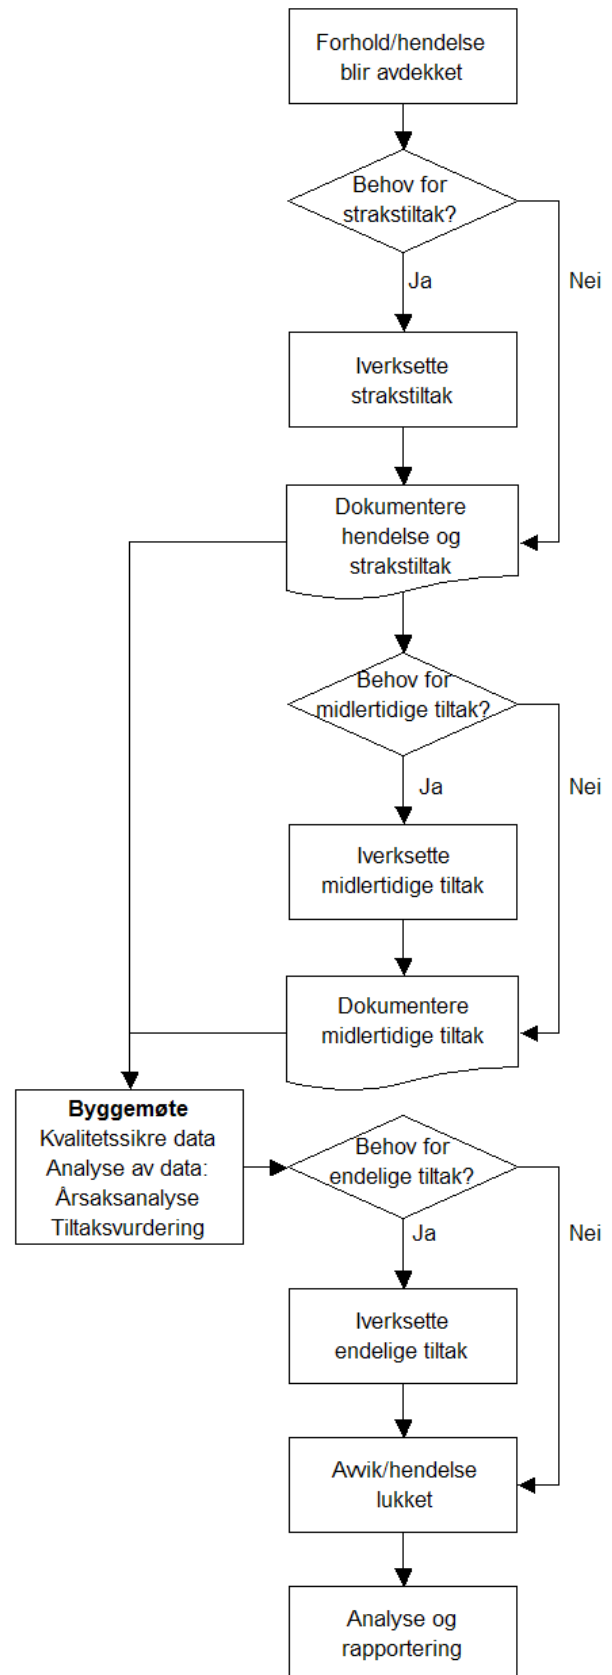 Forhold/hendelse
blir avdekket
Behov for
strakstiltak?
Ja
Nei
Iverksette
strakstiltak
Dokumentere
hendelse og
strakstiltak
Behov for
midlertidige tiltak?
Ja
Nei
Iverksette
midlertidige tiltak
Dokumentere
midlertidige tiltak
Byggemøte
Kvalitetssikre data
Analyse av data:
Årsaksanalyse
Tiltaksvurdering
Behov for
endelige tiltak?
Ja
Nei
Iverksette
endelige tiltak
Avvik/hendelse
lukket
Analyse og
rapportering